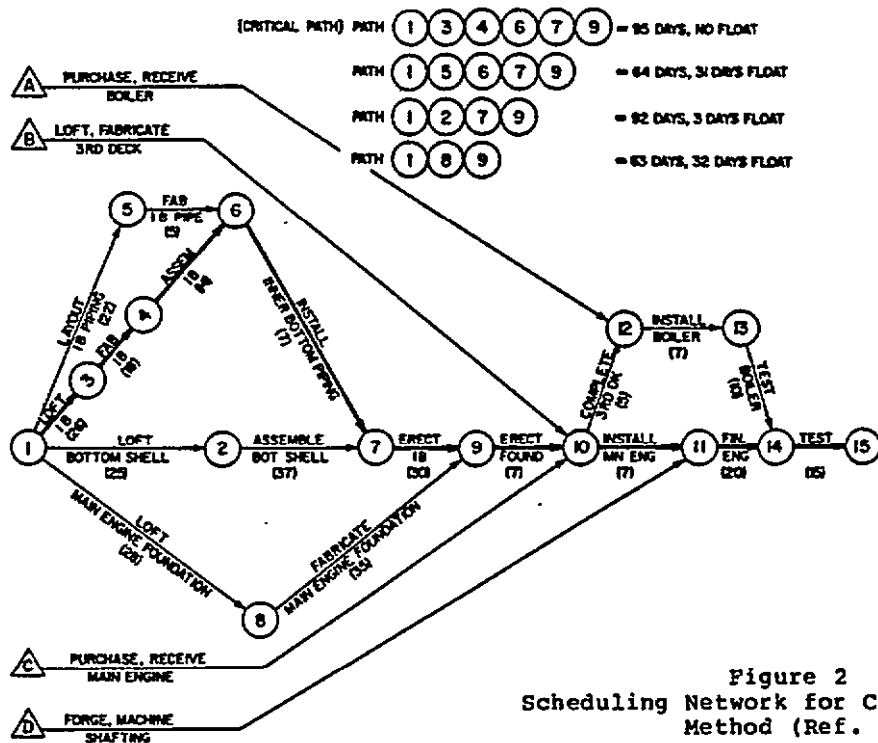 (CRITICAL PATH) PATH 1 3 4 6 7 9 = 95 DAYS, NO FLOAT
PATH 1 5 6 7 9 = 64 DAYS, 31 DAYS FLOAT
PATH 1 2 7 9 = 92 DAYS, 3 DAYS FLOAT
PATH 1 8 9 = 63 DAYS, 32 DAYS FLOAT
A
PURCHASE, RECEIVE
BOILER
B
LOFT, FABRICATE
3RD DECK
5
FAB
IB PIPE
(5)
6
LAYOUT
IB PIPING
(22)
ASSEM
IB
4
FAB
IB
3
LOFT
IB
INSTALL
INNER BOTTOM PIPING
(7)
12
INSTALL
BOILER
(7)
13
COMPLETE
3RD DK
(5)
TEST
BOILER
(10)
1
LOFT
BOTTOM SHELL
(25)
2
ASSEMBLE
BOT SHELL
(37)
7
ERECT
IB
(30)
9
ERECT
FOUND
(7)
10
INSTALL
MN ENG
(7)
11
FIN.
ENG
(20)
14
TEST
(15)
15
LOFT
MAIN ENGINE FOUNDATION
(28)
8
FABRICATE
MAIN ENGINE FOUNDATION
(35)
C
PURCHASE, RECEIVE
MAIN ENGINE
D
FORGE, MACHINE
SHAFTING
Figure 2
Scheduling Network for C
Method (Ref.